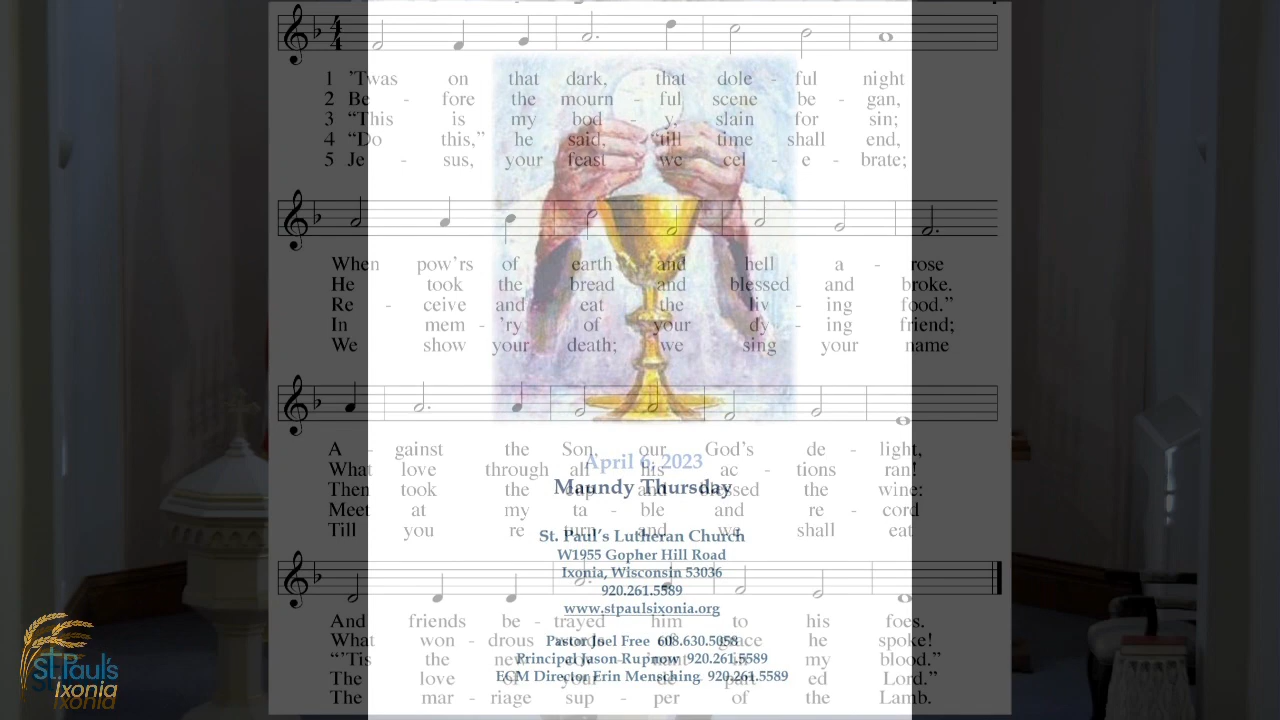 1 ’Twas on that dark, that dole - ful night
2 Be - fore the mourn - ful scene be - gan,
3 “This is my bod - y, slain for sin;
4 “Do this,” he said, “till time shall end,
5 Je - sus, your feast we cel - e - brate;
When pow’rs of earth and hell a - rose
He took the bread and blessed and broke.
Re - ceive and eat the liv - ing food.”
In mem - ’ry of your dy - ing friend;
We show your death; we sing your name
A - gainst the Son, our God’s de - light,
What love through all his ac - tions ran!
Then took the cup and blessed the wine:
Meet at my ta - ble and re - cord
Till you re - turn and we shall eat
April 6, 2023
Maundy Thursday
St. Paul’s Lutheran Church
W1955 Gopher Hill Road
Ixonia, Wisconsin 53036
920.261.5589
www.stpaulsixonia.org
And friends be - trayed him to his foes.
What won - drous of grace he spoke!
“’Tis the new my blood.”
The love of your de - part - ed Lord.”
The mar - riage sup - per of the Lamb.
Pastor Joel Free 608.630.5058
Principal Jason Rupnow 920.261.5589
ECM Director Erin Mensching 920.261.5589
St. Paul’s
Ixonia